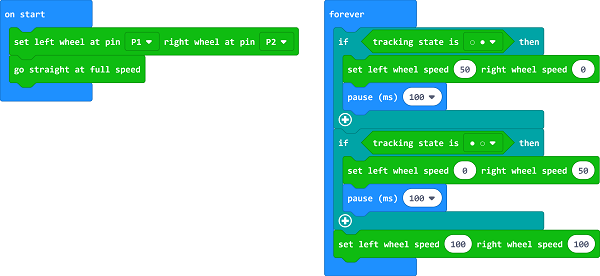 on start
set left wheel at pin P1 right wheel at pin P2
go straight at full speed
forever
if tracking state is ○ ● then
set left wheel speed 50 right wheel speed 0
pause (ms) 100
if tracking state is ● ○ then
set left wheel speed 0 right wheel speed 50
pause (ms) 100
set left wheel speed 100 right wheel speed 100